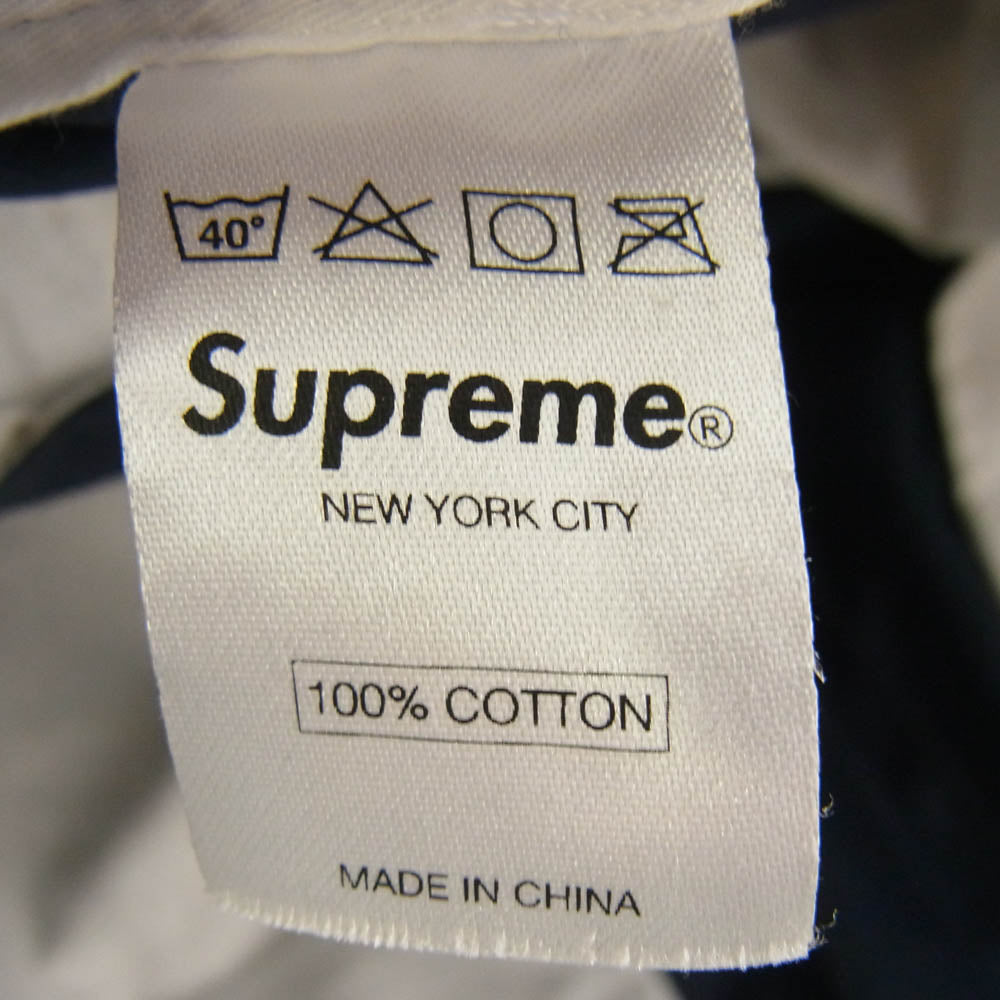 40°
Supreme®
NEW YORK CITY
100% COTTON
MADE IN CHINA